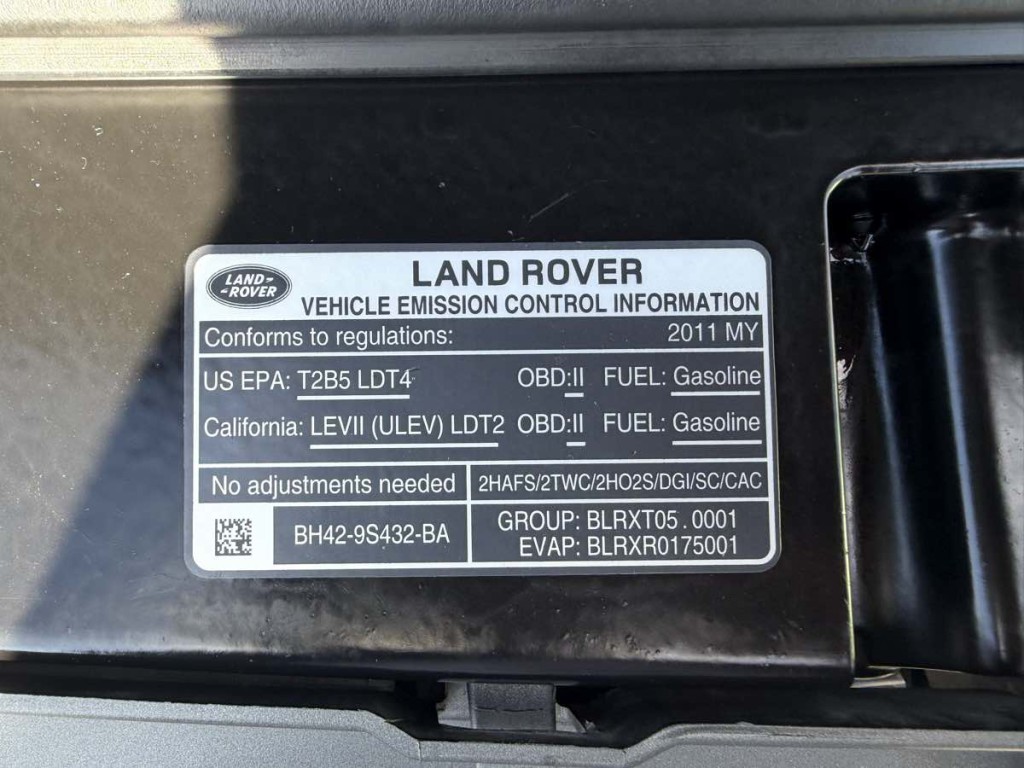 LAND-
-ROVER
LAND ROVER
VEHICLE EMISSION CONTROL INFORMATION
Conforms to regulations: 2011 MY
US EPA: T2B5 LDT4 OBD:II FUEL: Gasoline
California: LEVII (ULEV) LDT2 OBD:II FUEL: Gasoline
No adjustments needed 2HAFS/2TWC/2HO2S/DGI/SC/CAC
BH42-9S432-BA
GROUP: BLRXT05.0001
EVAP: BLRXR0175001